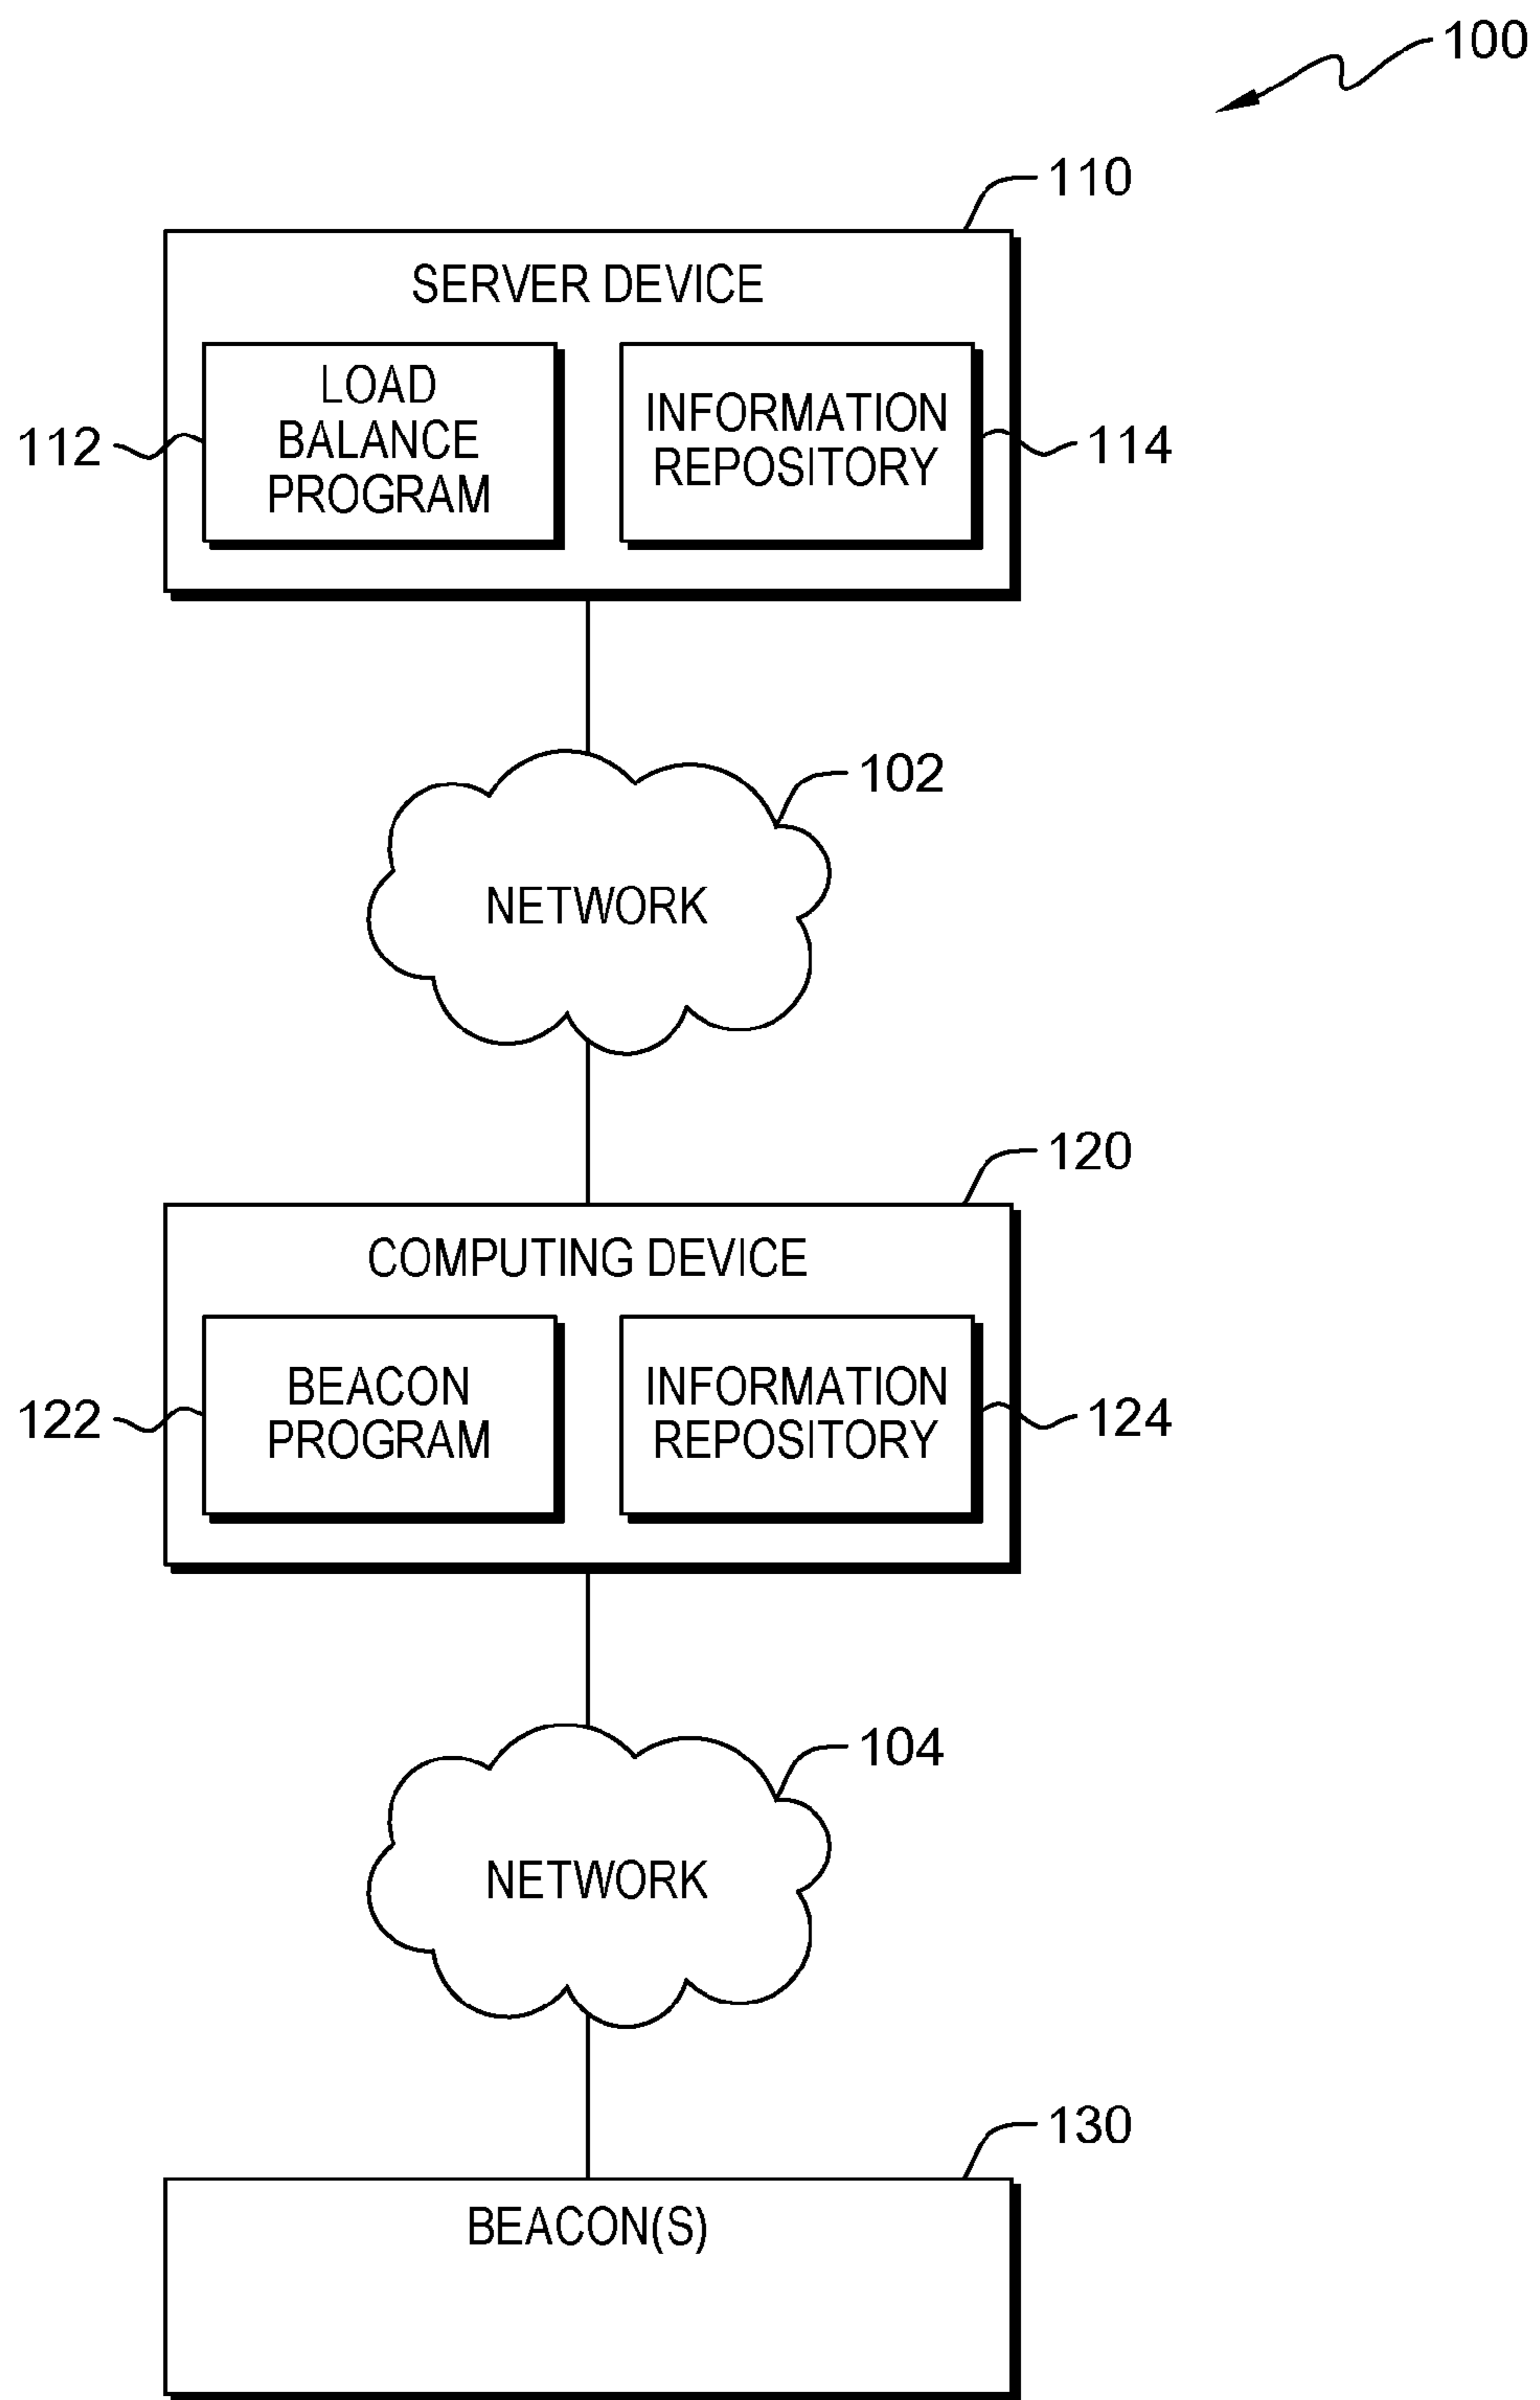 100
110
SERVER DEVICE
LOAD
BALANCE
PROGRAM
INFORMATION
REPOSITORY
112
114
102
NETWORK
120
COMPUTING DEVICE
BEACON
PROGRAM
INFORMATION
REPOSITORY
122
124
104
NETWORK
130
BEACON(S)